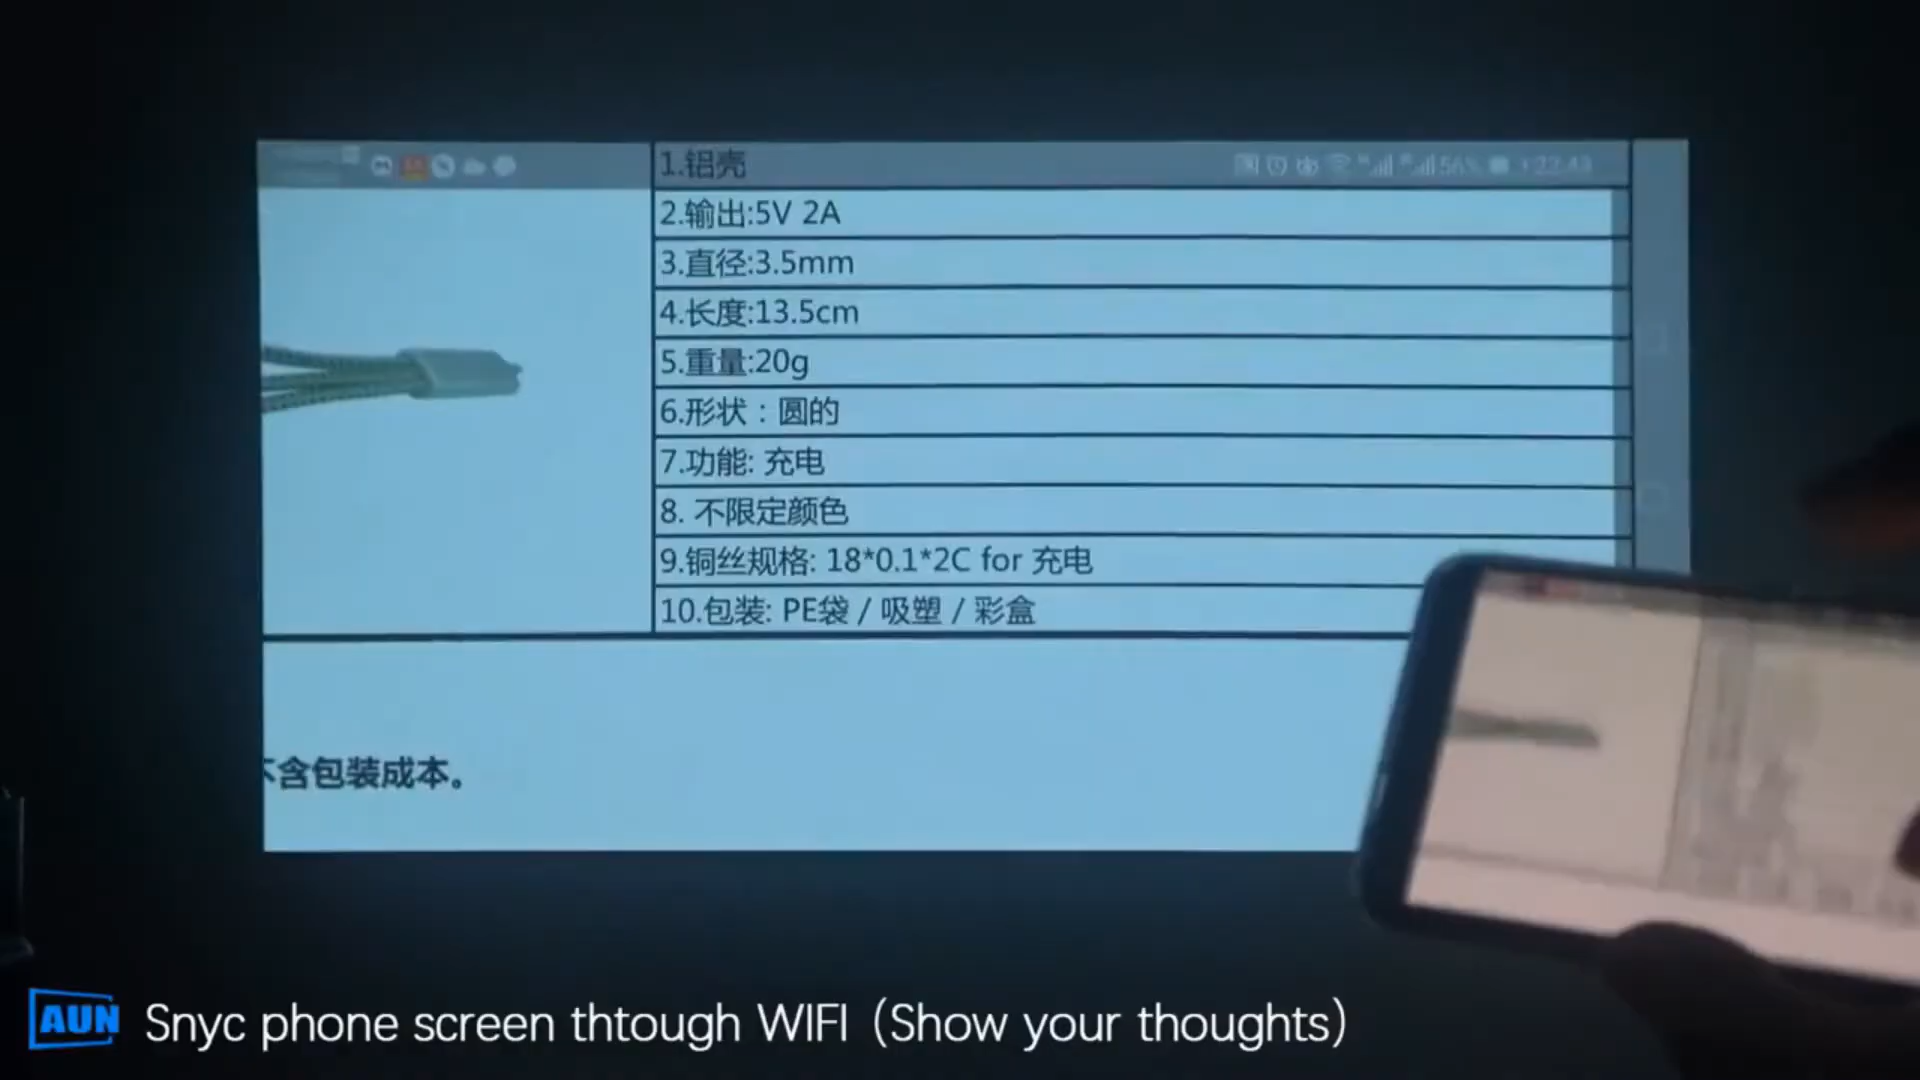 1.铝壳
56% 22:43
2.输出:5V 2A
3.直径:3.5mm
4.长度:13.5cm
5.重量:20g
6.形状：圆的
7.功能: 充电
8. 不限定颜色
9.铜丝规格: 18*0.1*2C for 充电
10.包装: PE袋 / 吸塑 / 彩盒
含包装成本。
AUN Snyc phone screen thtough WIFI（Show your thoughts）